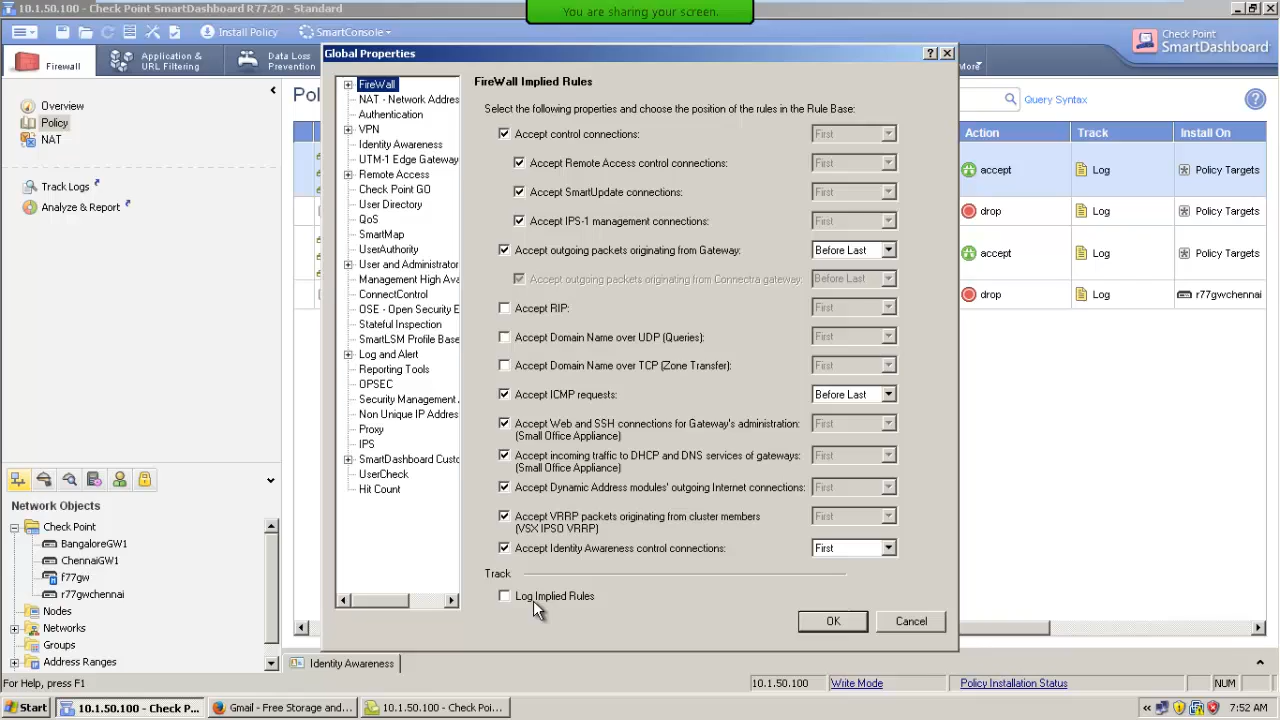 10.1.50.100 - Check Point SmartDashboard R77.20 - Standard
You are sharing your screen.
Install Policy
SmartConsole
Firewall
Application &
URL Filtering
Data Loss
Prevention
More
Check Point
SmartDashboard
Global Properties
Overview
Policy
NAT
Track Logs
Analyze & Report
Query Syntax
Action
Track
Install On
accept
Log
Policy Targets
drop
Log
Policy Targets
accept
Log
Policy Targets
drop
Log
r77gwchennai
FireWall
NAT - Network Addres
Authentication
VPN
Identity Awareness
UTM-1 Edge Gateway
Remote Access
Check Point GO
User Directory
QoS
SmartMap
UserAuthority
User and Administrator
Management High Ava
ConnectControl
OSE - Open Security E
Stateful Inspection
SmartLSM Profile Base
Log and Alert
Reporting Tools
OPSEC
Security Management
Non Unique IP Addres
Proxy
IPS
SmartDashboard Custo
UserCheck
Hit Count
FireWall Implied Rules
Select the following properties and choose the position of the rules in the Rule Base:
Accept control connections:
First
Accept Remote Access control connections:
First
Accept SmartUpdate connections:
First
Accept IPS-1 management connections:
First
Accept outgoing packets originating from Gateway:
Before Last
Accept outgoing packets originating from Connectra gateway:
Before Last
Accept RIP:
First
Accept Domain Name over UDP (Queries):
First
Accept Domain Name over TCP (Zone Transfer):
First
Accept ICMP requests:
Before Last
Accept Web and SSH connections for Gateway's administration:
(Small Office Appliance)
First
Accept incoming traffic to DHCP and DNS services of gateways:
(Small Office Appliance)
First
Accept Dynamic Address modules' outgoing Internet connections:
First
Accept VRRP packets originating from cluster members
(VSX IPSO VRRP)
First
Accept Identity Awareness control connections:
First
Track
Log Implied Rules
OK
Cancel
Network Objects
Check Point
BangaloreGW1
ChennaiGW1
f77gw
r77gwchennai
Nodes
Networks
Groups
Address Ranges
Identity Awareness
For Help, press F1
10.1.50.100
Write Mode
Policy Installation Status
NUM
Start
10.1.50.100 - Check P...
Gmail - Free Storage and...
10.1.50.100 - Check Poi...
7:52 AM